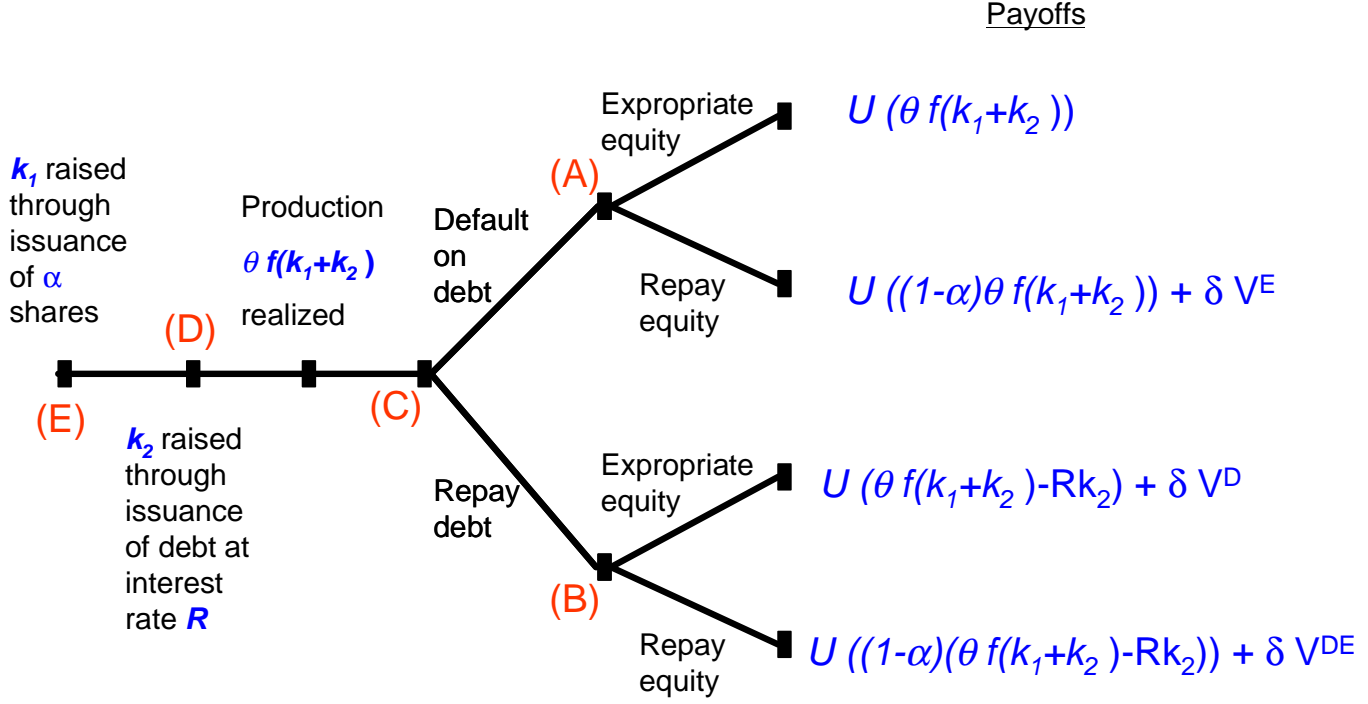 Payoffs
k1 raised
through
issuance
of α
shares
(E)
(D)
k2 raised
through
issuance
of debt at
interest
rate R
Production
θ f(k1+k2 )
realized
(C)
Default
on
debt
Repay
debt
(A)
Expropriate
equity
U (θ f(k1+k2 ))
Repay
equity
U ((1-α)θ f(k1+k2 )) + δ VE
(B)
Expropriate
equity
U (θ f(k1+k2 )-Rk2) + δ VD
Repay
equity
U ((1-α)(θ f(k1+k2 )-Rk2)) + δ VDE